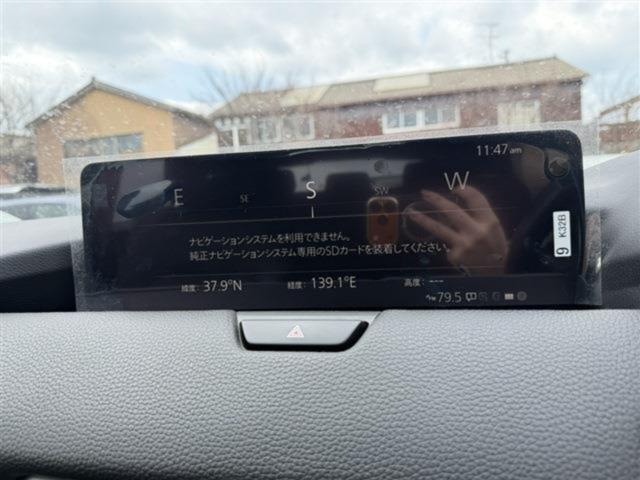 11:47am
E SE S SW W
ナビゲーションシステムを利用できません。
純正ナビゲーションシステム専用のSDカードを装着してください。
緯度: 37.9°N 経度: 139.1°E 高度: ---
FM 79.5
9 K32B